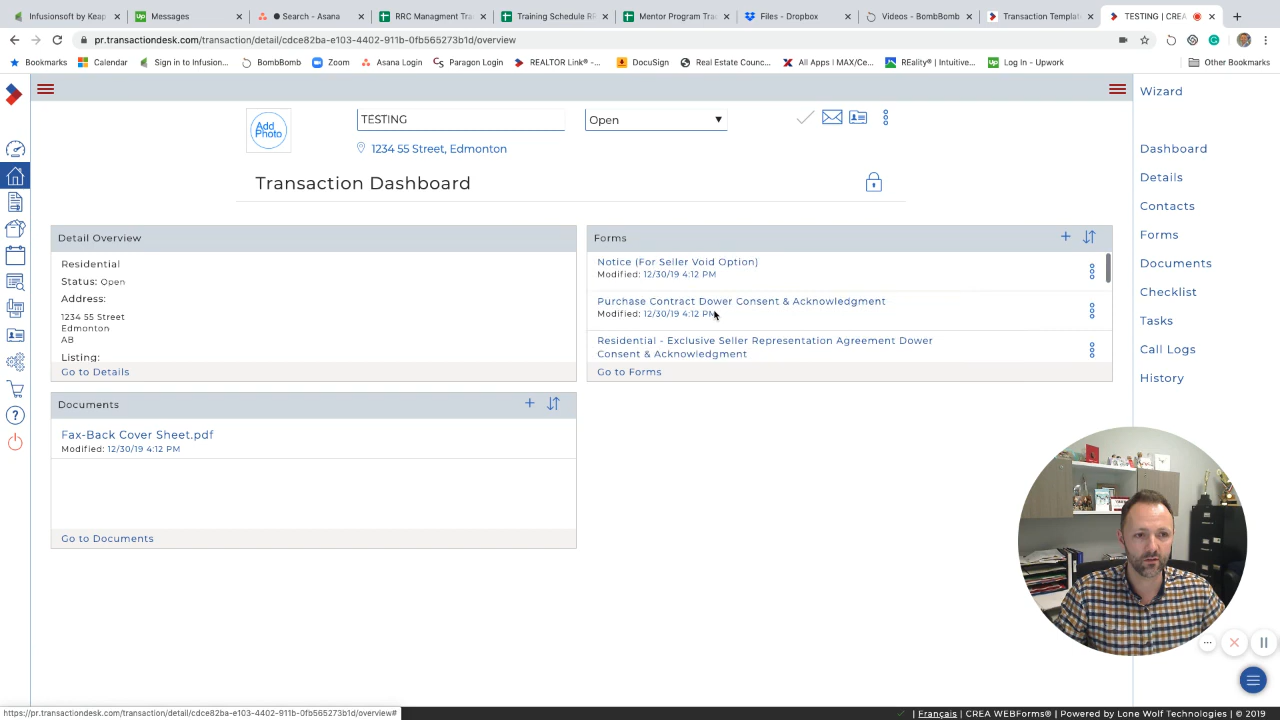 Infusionsoft by Keap
Messages
Search - Asana
RRC Managment Tra
Training Schedule RR
Mentor Program Trac
Files - Dropbox
Videos - BombBomb
Transaction Templat
TESTING | CREA
pr.transactiondesk.com/transaction/detail/cdce82ba-e103-4402-911b-0fb565273b1d/overview
Bookmarks
Calendar
Sign in to Infusion...
BombBomb
Zoom
Asana Login
Paragon Login
REALTOR Link® -...
DocuSign
Real Estate Counc...
All Apps | MAX/Ce...
REality® | Intuitive...
Log In - Upwork
Other Bookmarks
Add
Photo
TESTING
Open
1234 55 Street, Edmonton
Transaction Dashboard
Detail Overview
Residential
Status: Open
Address:
1234 55 Street
Edmonton
AB
Listing:
Go to Details
Forms
Notice (For Seller Void Option)
Modified: 12/30/19 4:12 PM
Purchase Contract Dower Consent & Acknowledgment
Modified: 12/30/19 4:12 PM
Residential - Exclusive Seller Representation Agreement Dower
Consent & Acknowledgment
Go to Forms
Documents
Fax-Back Cover Sheet.pdf
Modified: 12/30/19 4:12 PM
Go to Documents
Wizard
Dashboard
Details
Contacts
Forms
Documents
Checklist
Tasks
Call Logs
History
https://pr.transactiondesk.com/transaction/detail/cdce82ba-e103-4402-911b-0fb565273b1d/overview#
| Français | CREA WEBForms® | Powered by Lone Wolf Technologies | © 2019